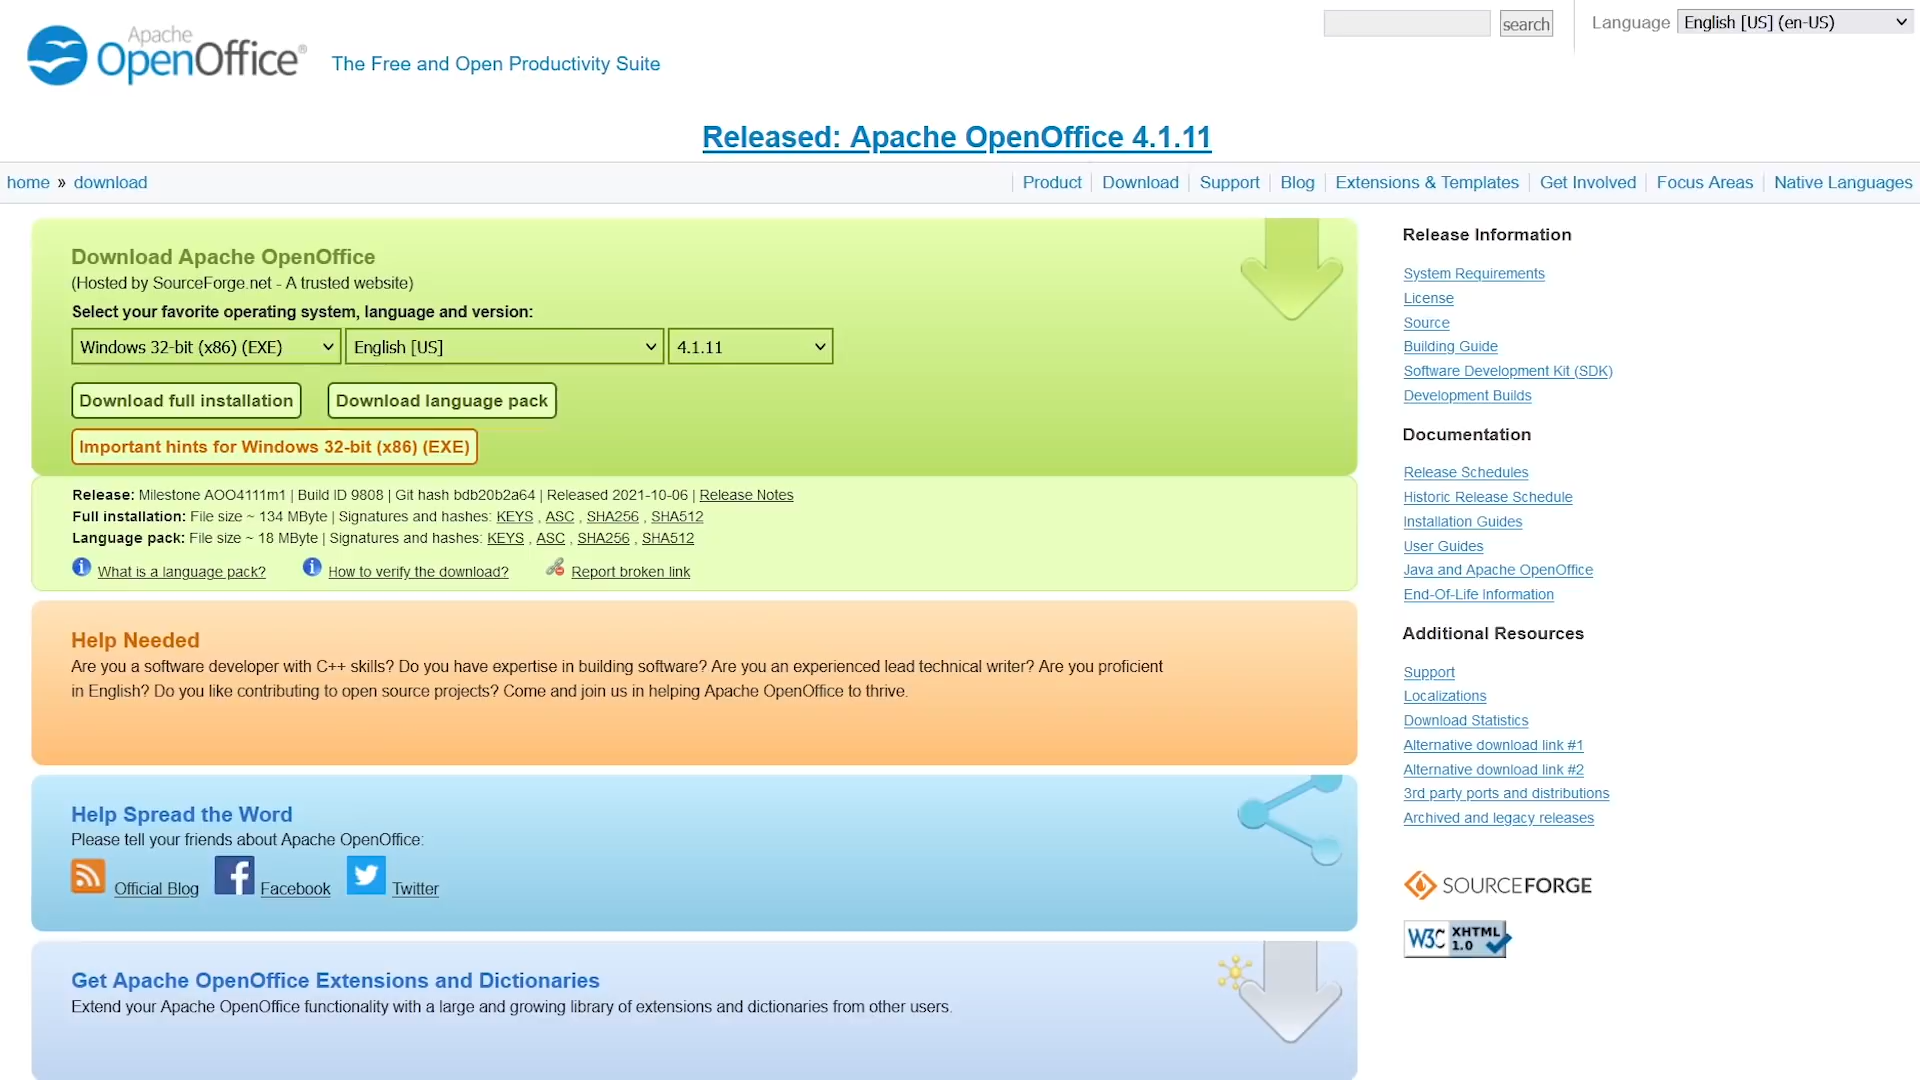 Apache
OpenOffice®
The Free and Open Productivity Suite
search
Language
English [US] (en-US)
Released: Apache OpenOffice 4.1.11
home » download
Product
Download
Support
Blog
Extensions & Templates
Get Involved
Focus Areas
Native Languages
Download Apache OpenOffice
(Hosted by SourceForge.net - A trusted website)
Select your favorite operating system, language and version:
Windows 32-bit (x86) (EXE)
English [US]
4.1.11
Download full installation
Download language pack
Important hints for Windows 32-bit (x86) (EXE)
Release: Milestone AOO4111m1 | Build ID 9808 | Git hash bdb20b2a64 | Released 2021-10-06 | Release Notes
Full installation: File size ~ 134 MByte | Signatures and hashes: KEYS , ASC , SHA256 , SHA512
Language pack: File size ~ 18 MByte | Signatures and hashes: KEYS , ASC , SHA256 , SHA512
What is a language pack?
How to verify the download?
Report broken link
Help Needed
Are you a software developer with C++ skills? Do you have expertise in building software? Are you an experienced lead technical writer? Are you proficient
in English? Do you like contributing to open source projects? Come and join us in helping Apache OpenOffice to thrive.
Help Spread the Word
Please tell your friends about Apache OpenOffice:
Official Blog
Facebook
Twitter
Get Apache OpenOffice Extensions and Dictionaries
Extend your Apache OpenOffice functionality with a large and growing library of extensions and dictionaries from other users.
Release Information
System Requirements
License
Source
Building Guide
Software Development Kit (SDK)
Development Builds
Documentation
Release Schedules
Historic Release Schedule
Installation Guides
User Guides
Java and Apache OpenOffice
End-Of-Life Information
Additional Resources
Support
Localizations
Download Statistics
Alternative download link #1
Alternative download link #2
3rd party ports and distributions
Archived and legacy releases
SOURCEFORGE
W3C XHTML
1.0